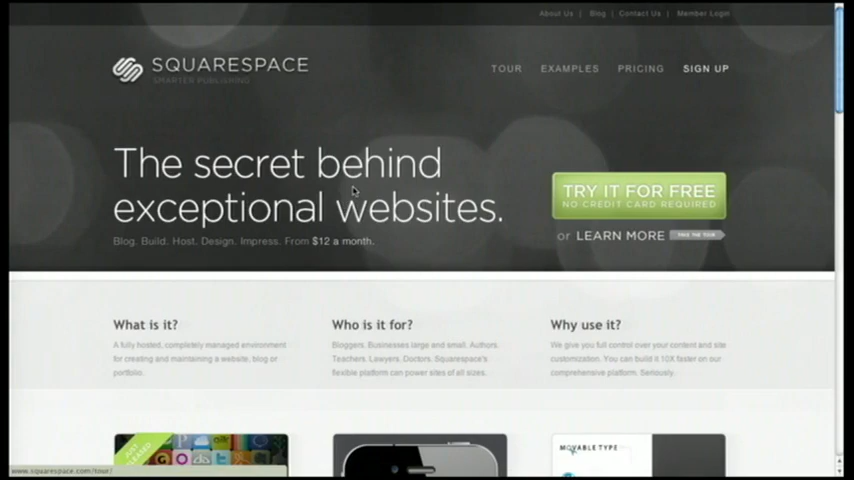 About Us | Blog | Contact Us | Member Login
SQUARESPACE
SMARTER PUBLISHING
TOUR EXAMPLES PRICING SIGN UP
The secret behind
exceptional websites.
Blog. Build. Host. Design. Impress. From $12 a month.
TRY IT FOR FREE
NO CREDIT CARD REQUIRED
or LEARN MORE TAKE THE TOUR
What is it?
A fully hosted, completely managed environment
for creating and maintaining a website, blog or
portfolio.
Who is it for?
Bloggers. Businesses large and small. Authors.
Teachers. Lawyers. Doctors. Squarespace's
flexible platform can power sites of all sizes.
Why use it?
We give you full control over your content and site
customization. You can build it 10X faster on our
comprehensive platform. Seriously.
JUST
RELEASED
MOVABLE TYPE
www.squarespace.com/tour/